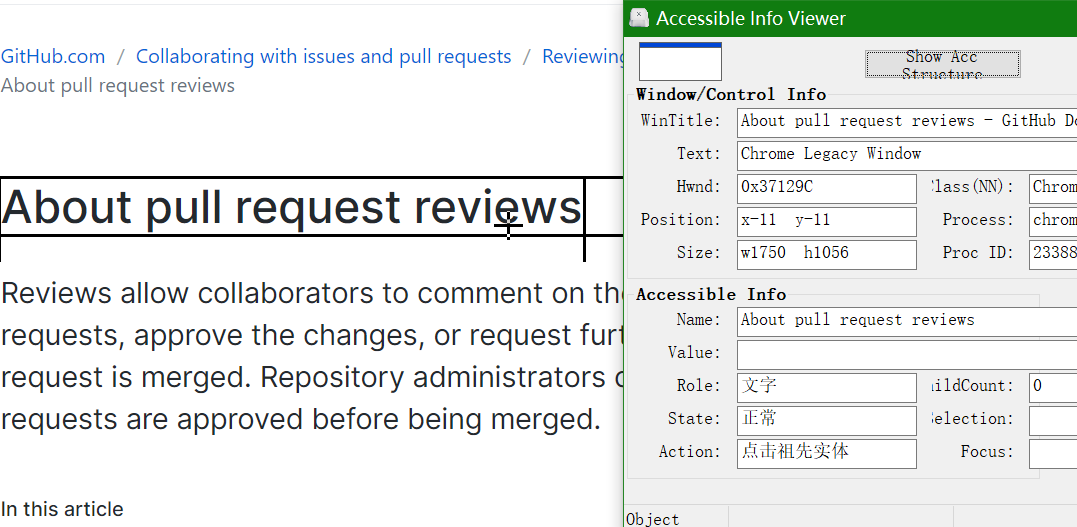 GitHub.com / Collaborating with issues and pull requests / Reviewing
About pull request reviews
About pull request reviews
Reviews allow collaborators to comment on the
requests, approve the changes, or request
request is merged. Repository administrators
requests are approved before being merged.
In this article
Accessible Info Viewer
Show Acc
Structure
Window/Control Info
WinTitle: About pull request reviews - GitHub
Text: Chrome Legacy Window
Hwnd: 0x37129C Class(NN): Chrom
Position: x-11 y-11 Process: chrome
Size: w1750 h1056 Proc ID: 23388
Accessible Info
Name: About pull request reviews
Value:
Role: 文字 ildCount: 0
State: 正常 Selection:
Action: 点击祖先实体 Focus:
Object